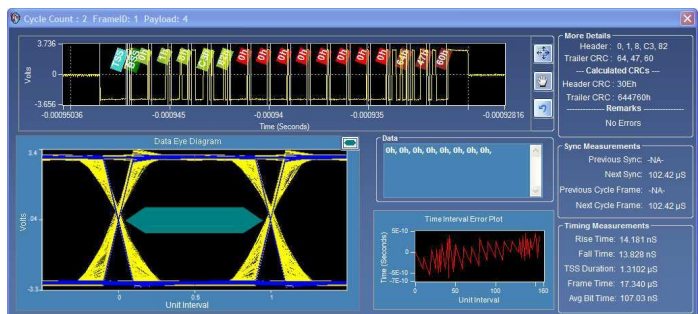 Cycle Count : 2 FrameID: 1 Payload: 4
3.736
Volts
0
-3.656
TSS
BSS
0h
1h
8h
C3h
82h
0h
0h
0h
0h
0h
0h
0h
0h
64h
47h
60h
-0.00095036
-0.000945
-0.00094
-0.000935
-0.00092816
Time (Seconds)
Data Eye Diagram
3.4
Volts
.04
-3.3
0
0.5
1
Unit Interval
Data
0h, 0h, 0h, 0h, 0h, 0h, 0h, 0h,
Time Interval Error Plot
Time (Seconds)
5E-10
0
-5E-10
-7E-10
0
50
100
150
Unit Interval
More Details
Header : 0, 1, 8, C3, 82
Trailer CRC : 64, 47, 60
--- Calculated CRCs ---
Header CRC : 30Eh
Trailer CRC : 644760h
Remarks
No Errors
Sync Measurements
Previous Sync: -NA-
Next Sync: 102.42 µS
Previous Cycle Frame: -NA-
Next Cycle Frame: 102.42 µS
Timing Measurements
Rise Time: 14.181 nS
Fall Time: 13.828 nS
TSS Duration: 1.3102 µS
Frame Time: 17.340 µS
Avg Bit Time: 107.03 nS